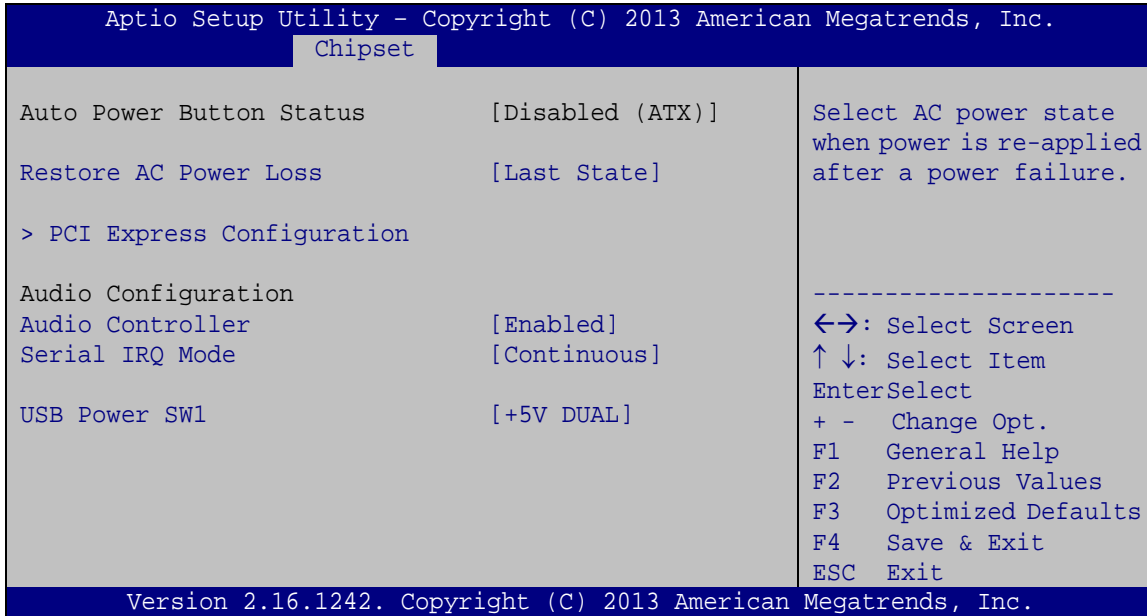 Aptio Setup Utility – Copyright (C) 2013 American Megatrends, Inc.
Chipset
Auto Power Button Status [Disabled (ATX)]
Restore AC Power Loss [Last State]
> PCI Express Configuration
Audio Configuration
Audio Controller [Enabled]
Serial IRQ Mode [Continuous]
USB Power SW1 [+5V DUAL]
Select AC power state
when power is re-applied
after a power failure.
---------------------
←→: Select Screen
↑ ↓: Select Item
EnterSelect
+ - Change Opt.
F1 General Help
F2 Previous Values
F3 Optimized Defaults
F4 Save & Exit
ESC Exit
Version 2.16.1242. Copyright (C) 2013 American Megatrends, Inc.